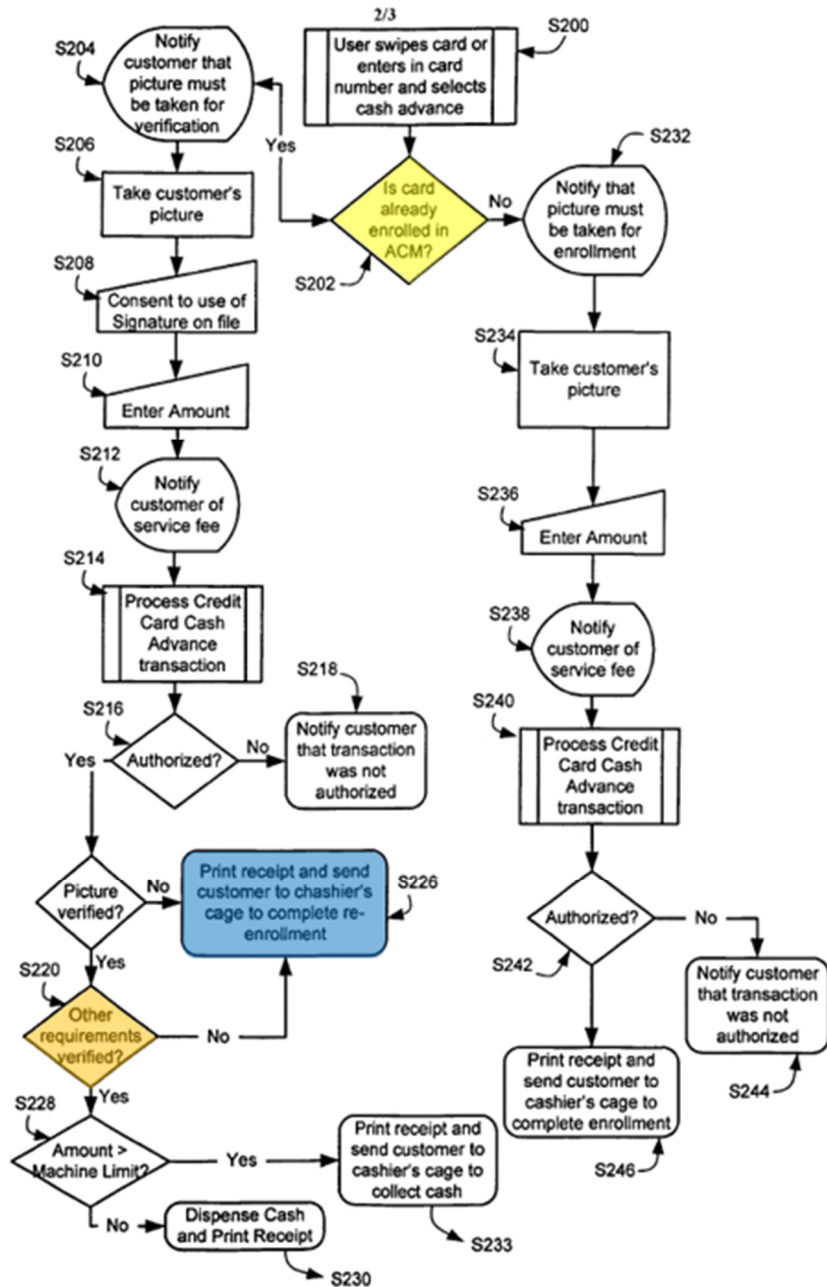 2/3
S200
User swipes card or
enters in card
number and selects
cash advance
S204
Notify
customer that
picture must
be taken for
verification
Yes
S206
Take customer's
picture
Is card
already
enrolled in
ACM?
S202
No
S232
Notify that
picture must
be taken for
enrollment
S208
Consent to use of
Signature on file
S210
Enter Amount
S212
Notify
customer of
service fee
S214
Process Credit
Card Cash
Advance
transaction
S216
Authorized?
Yes
No
S218
Notify customer
that transaction
was not
authorized
Picture
verified?
No
Print receipt and send
customer to chashier's
cage to complete re-
enrollment
S226
Yes
S220
Other
requirements
verified?
No
Yes
S228
Amount >
Machine Limit?
Yes
Print receipt and
send customer to
cashier's cage to
collect cash
S233
No
Dispense Cash
and Print Receipt
S230
S234
Take customer's
picture
S236
Enter Amount
S238
Notify
customer of
service fee
S240
Process Credit
Card Cash
Advance
transaction
Authorized?
S242
No
Notify customer
that transaction
was not
authorized
S244
Print receipt and
send customer to
cashier's cage to
complete enrollment
S246